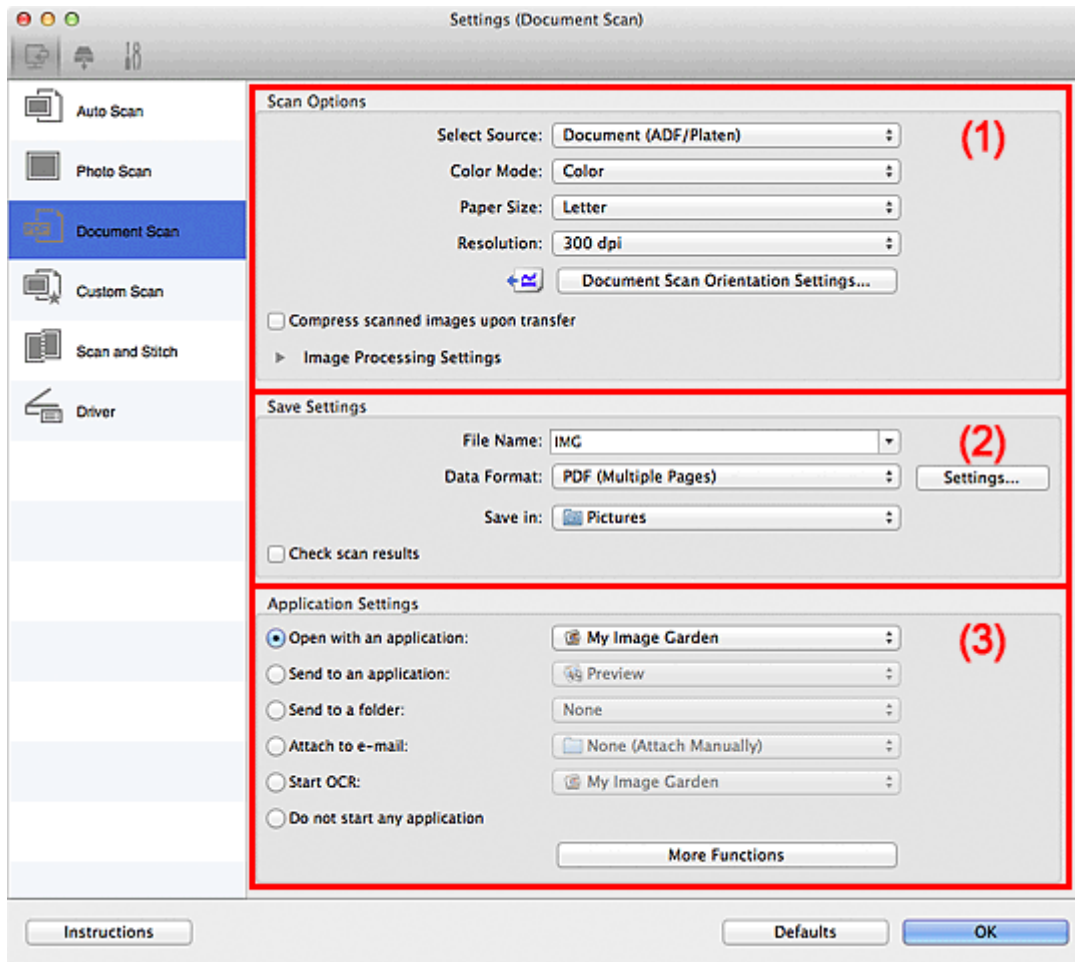 Settings (Document Scan)
Auto Scan
Photo Scan
Document Scan
Custom Scan
Scan and Stitch
Driver
Scan Options
(1)
Select Source: Document (ADF/Platen)
Color Mode: Color
Paper Size: Letter
Resolution: 300 dpi
Document Scan Orientation Settings...
Compress scanned images upon transfer
Image Processing Settings
Save Settings
(2)
File Name: IMG
Data Format: PDF (Multiple Pages) Settings...
Save in: Pictures
Check scan results
Application Settings
(3)
Open with an application: My Image Garden
Send to an application: Preview
Send to a folder: None
Attach to e-mail: None (Attach Manually)
Start OCR: My Image Garden
Do not start any application
More Functions
Instructions Defaults OK